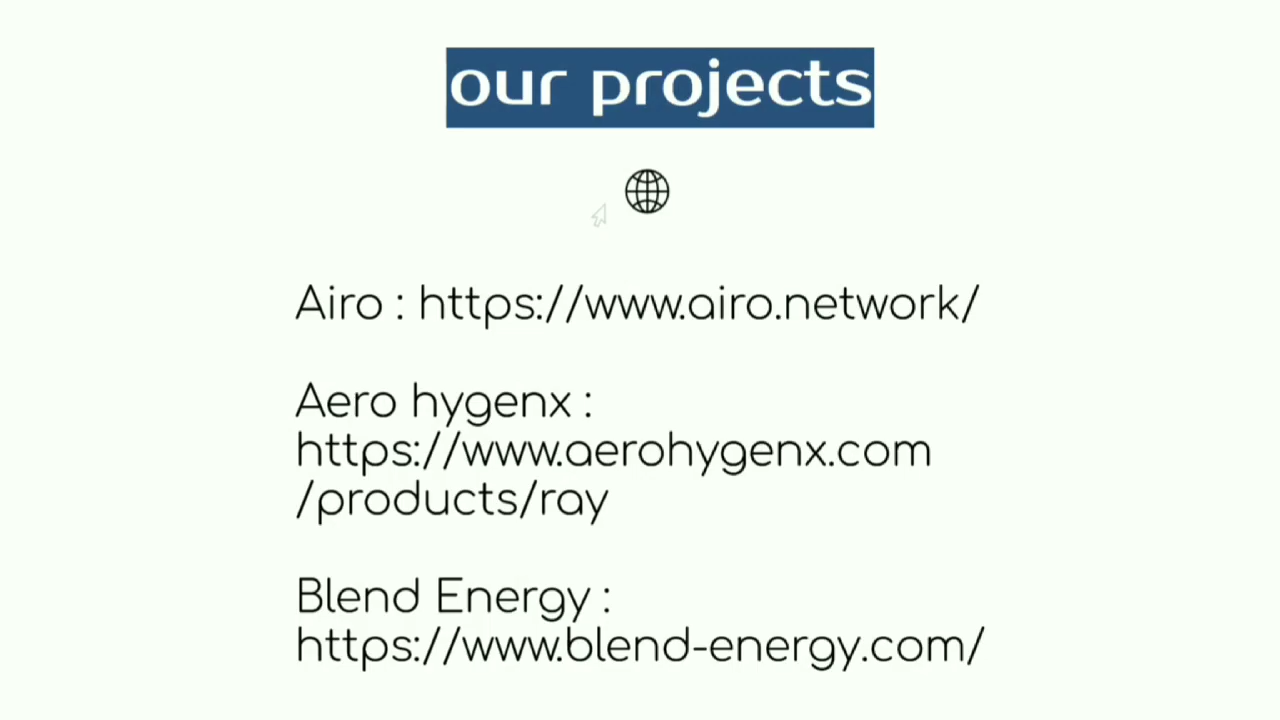 our projects
Airo : https://www.airo.network/
Aero hygenx :
https://www.aerohygenx.com
/products/ray
Blend Energy :
https://www.blend-energy.com/